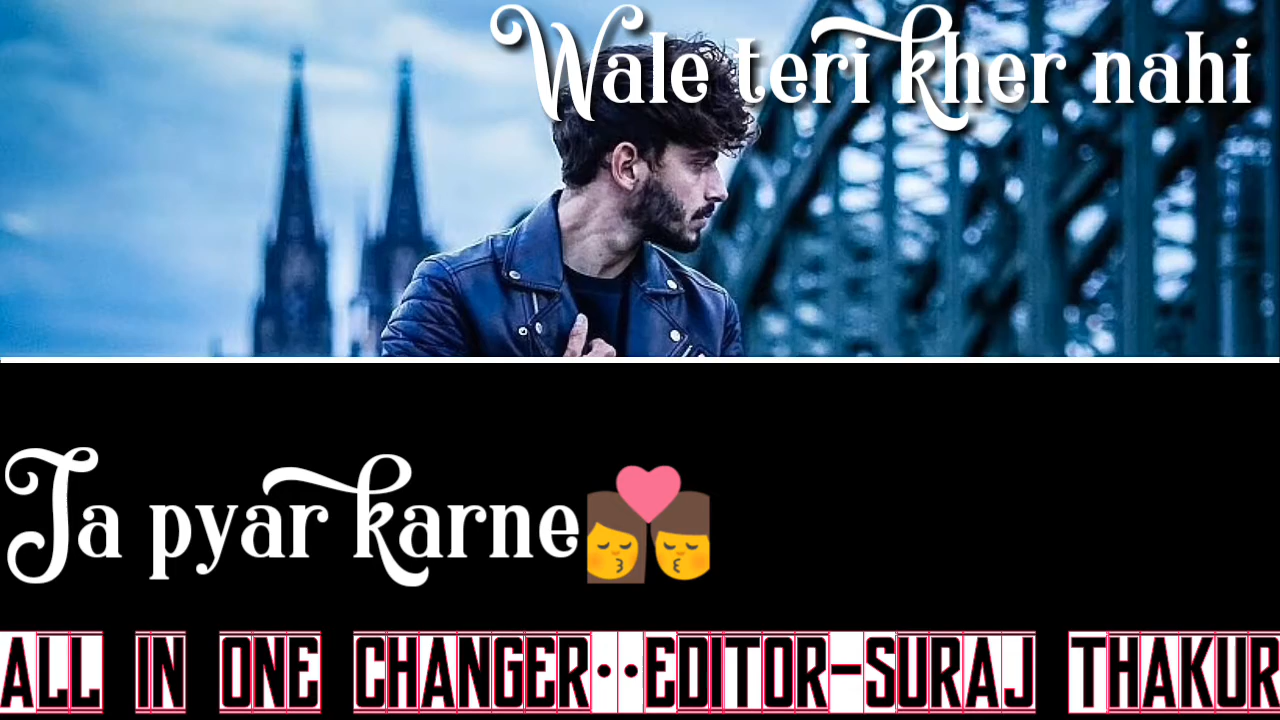 Wale teri kher nahi
Ja pyar karne💏
ALL IN ONE CHANGER··EDITOR-SURAJ THAKUR